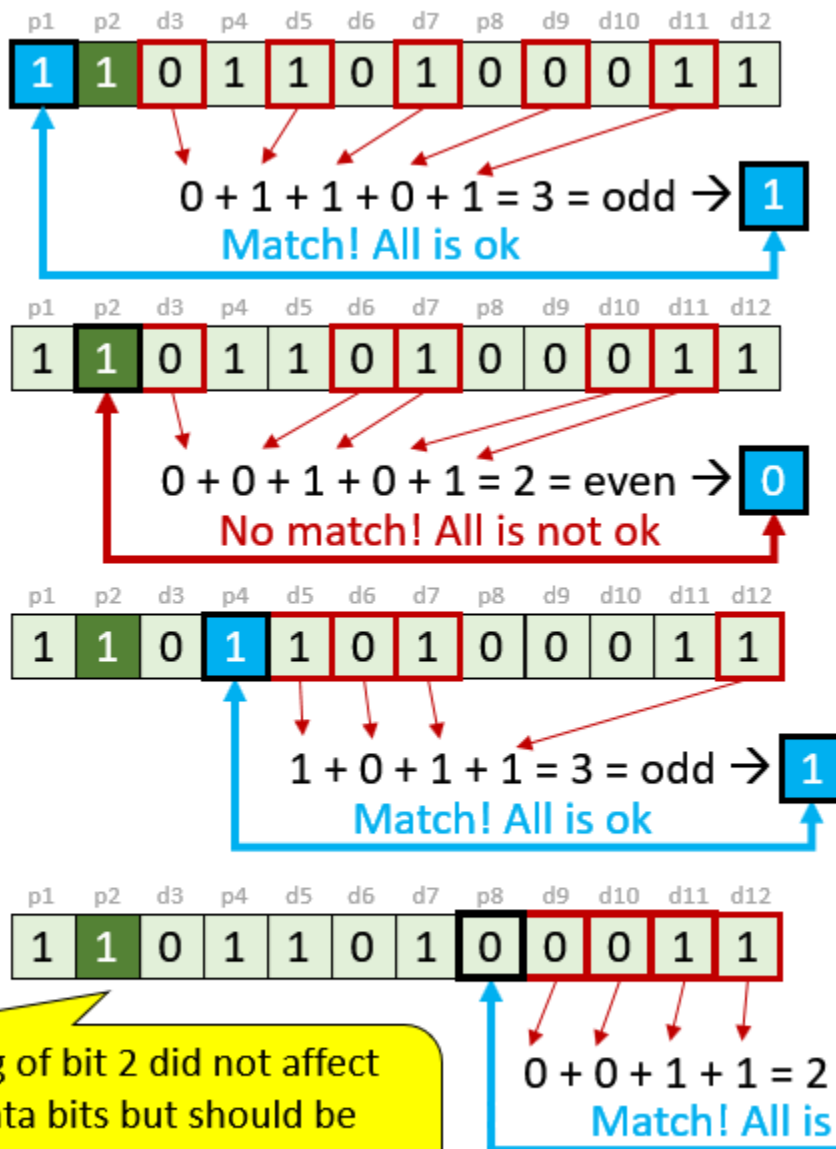 p1 p2 d3 p4 d5 d6 d7 p8 d9 d10 d11 d12
1 1 0 1 1 0 1 0 0 0 1 1
0 + 1 + 1 + 0 + 1 = 3 = odd → 1
Match! All is ok
p1 p2 d3 p4 d5 d6 d7 p8 d9 d10 d11 d12
1 1 0 1 1 0 1 0 0 0 1 1
0 + 0 + 1 + 0 + 1 = 2 = even → 0
No match! All is not ok
p1 p2 d3 p4 d5 d6 d7 p8 d9 d10 d11 d12
1 1 0 1 1 0 1 0 0 0 1 1
1 + 0 + 1 + 1 = 3 = odd → 1
Match! All is ok
p1 p2 d3 p4 d5 d6 d7 p8 d9 d10 d11 d12
1 1 0 1 1 0 1 0 0 0 1 1
0 + 0 + 1 + 1 = 2
Match! All is
of bit 2 did not affect
bits but should be